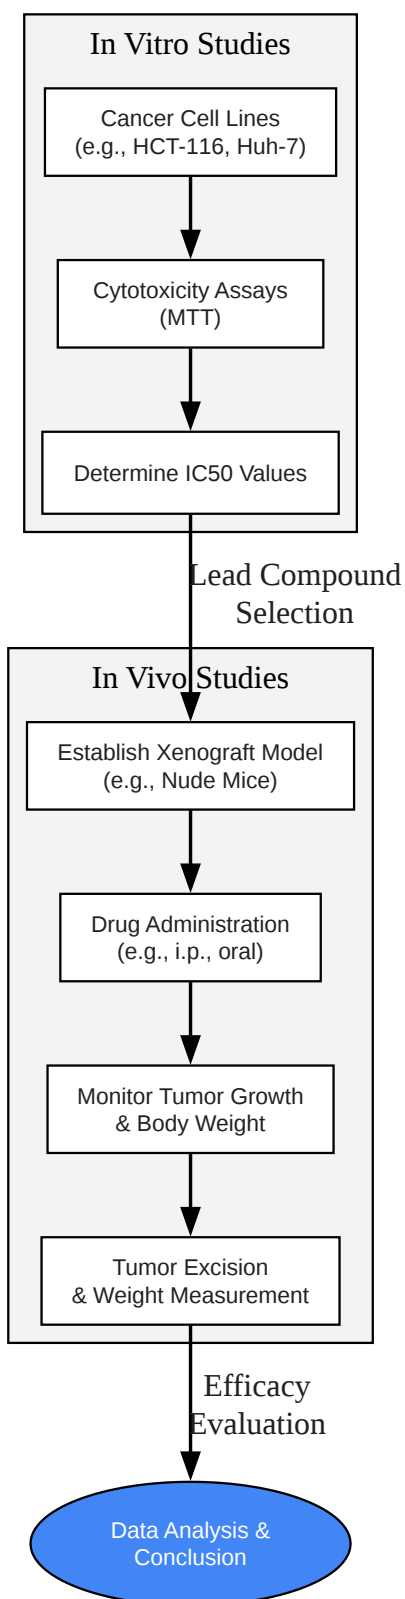 In Vitro Studies
Cancer Cell Lines
(e.g., HCT-116, Huh-7)
Cytotoxicity Assays
(MTT)
Determine IC50 Values
Lead Compound
Selection
In Vivo Studies
Establish Xenograft Model
(e.g., Nude Mice)
Drug Administration
(e.g., i.p., oral)
Monitor Tumor Growth
& Body Weight
Tumor Excision
& Weight Measurement
Efficacy
Evaluation
Data Analysis &
Conclusion